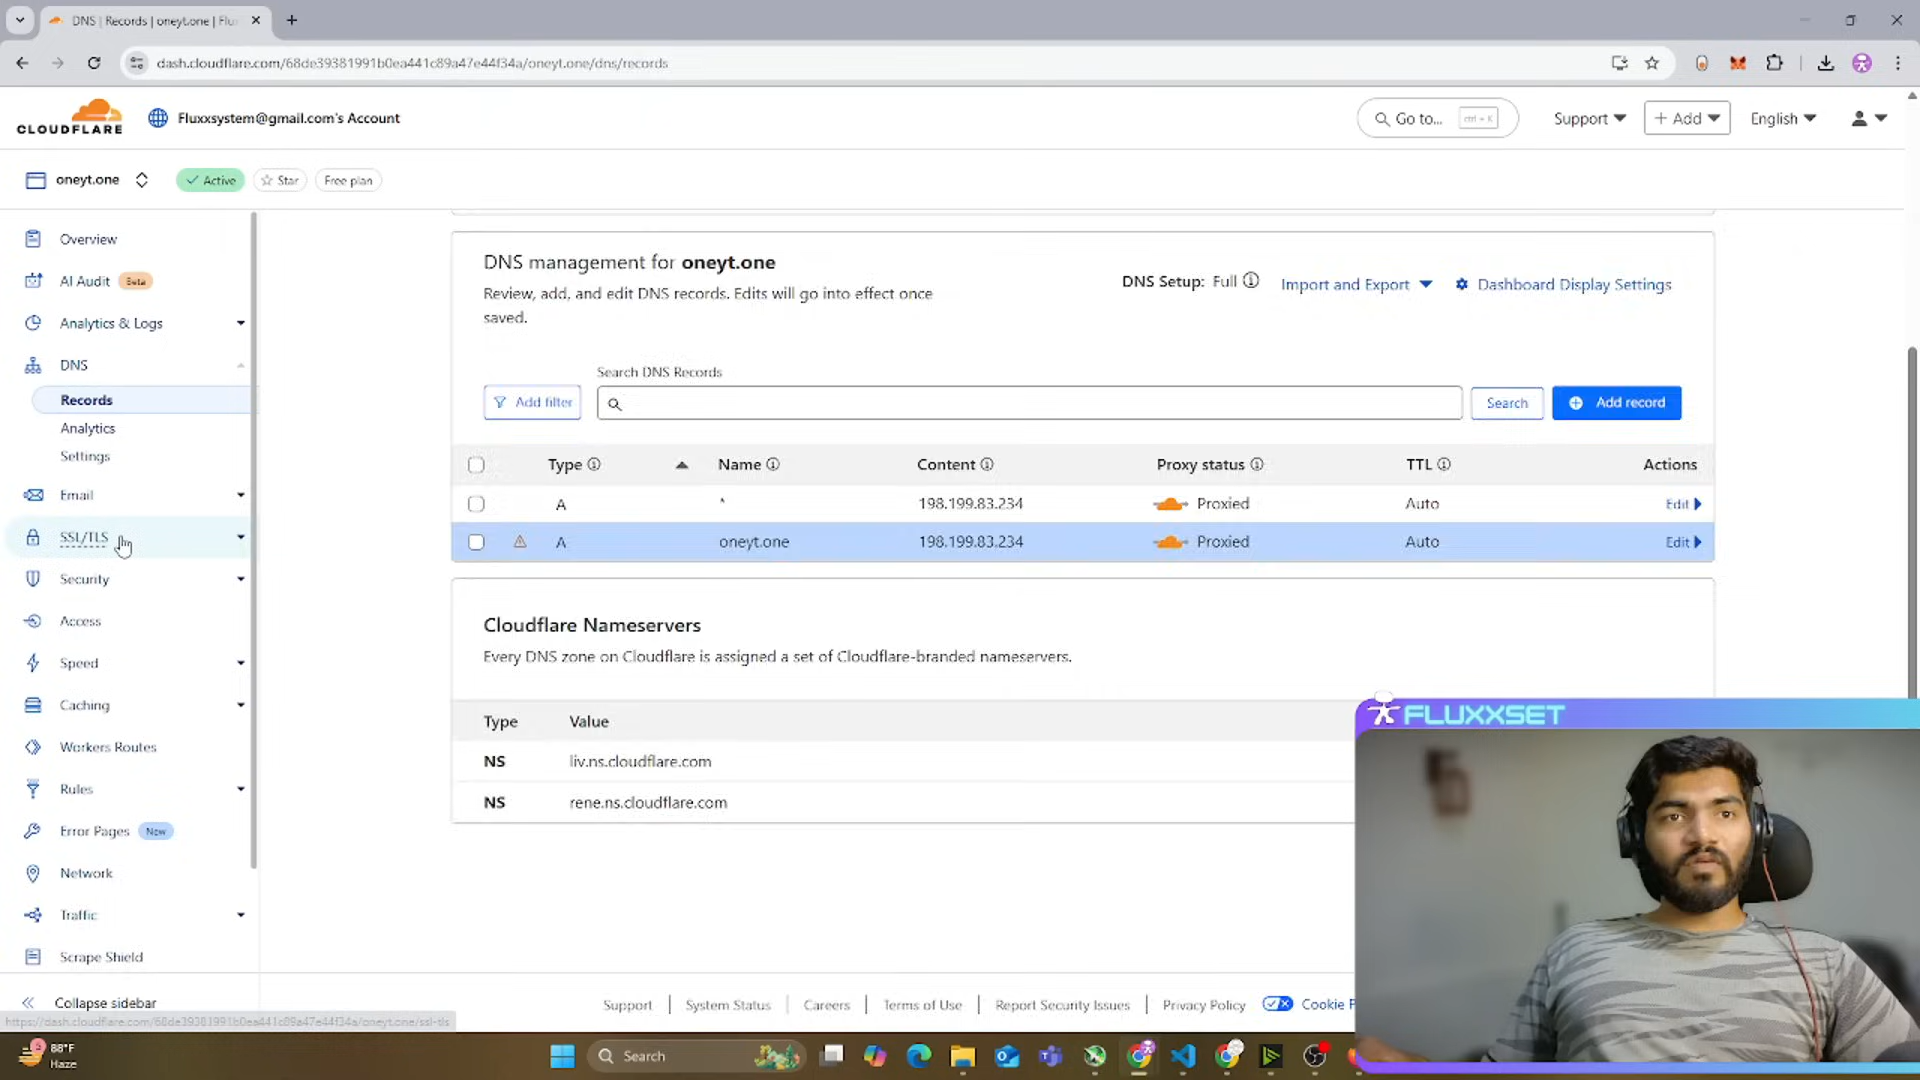 DNS | Records | oneyt.one | Flu
dash.cloudflare.com/68de39381991b0ea441c89a47e44f34a/oneyt.one/dns/records
CLOUDFLARE
Fluxxsystem@gmail.com's Account
Go to... ctrl + K
Support
+ Add
English
oneyt.one
Active
Star
Free plan
Overview
AI Audit Beta
Analytics & Logs
DNS
Records
Analytics
Settings
Email
SSL/TLS
Security
Access
Speed
Caching
Workers Routes
Rules
Error Pages New
Network
Traffic
Scrape Shield
Collapse sidebar
https://dash.cloudflare.com/68de39381991b0ea441c89a47e44f34a/oneyt.one/ssl-tls
DNS management for oneyt.one
Review, add, and edit DNS records. Edits will go into effect once
saved.
DNS Setup: Full
Import and Export
Dashboard Display Settings
Search DNS Records
Add filter
Search
Add record
Type Name Content Proxy status TTL Actions
A * 198.199.83.234 Proxied Auto Edit
A oneyt.one 198.199.83.234 Proxied Auto Edit
Cloudflare Nameservers
Every DNS zone on Cloudflare is assigned a set of Cloudflare-branded nameservers.
Type Value
NS liv.ns.cloudflare.com
NS rene.ns.cloudflare.com
Support System Status Careers Terms of Use Report Security Issues Privacy Policy Cookie P
FLUXXSET
88°F
Haze
Search